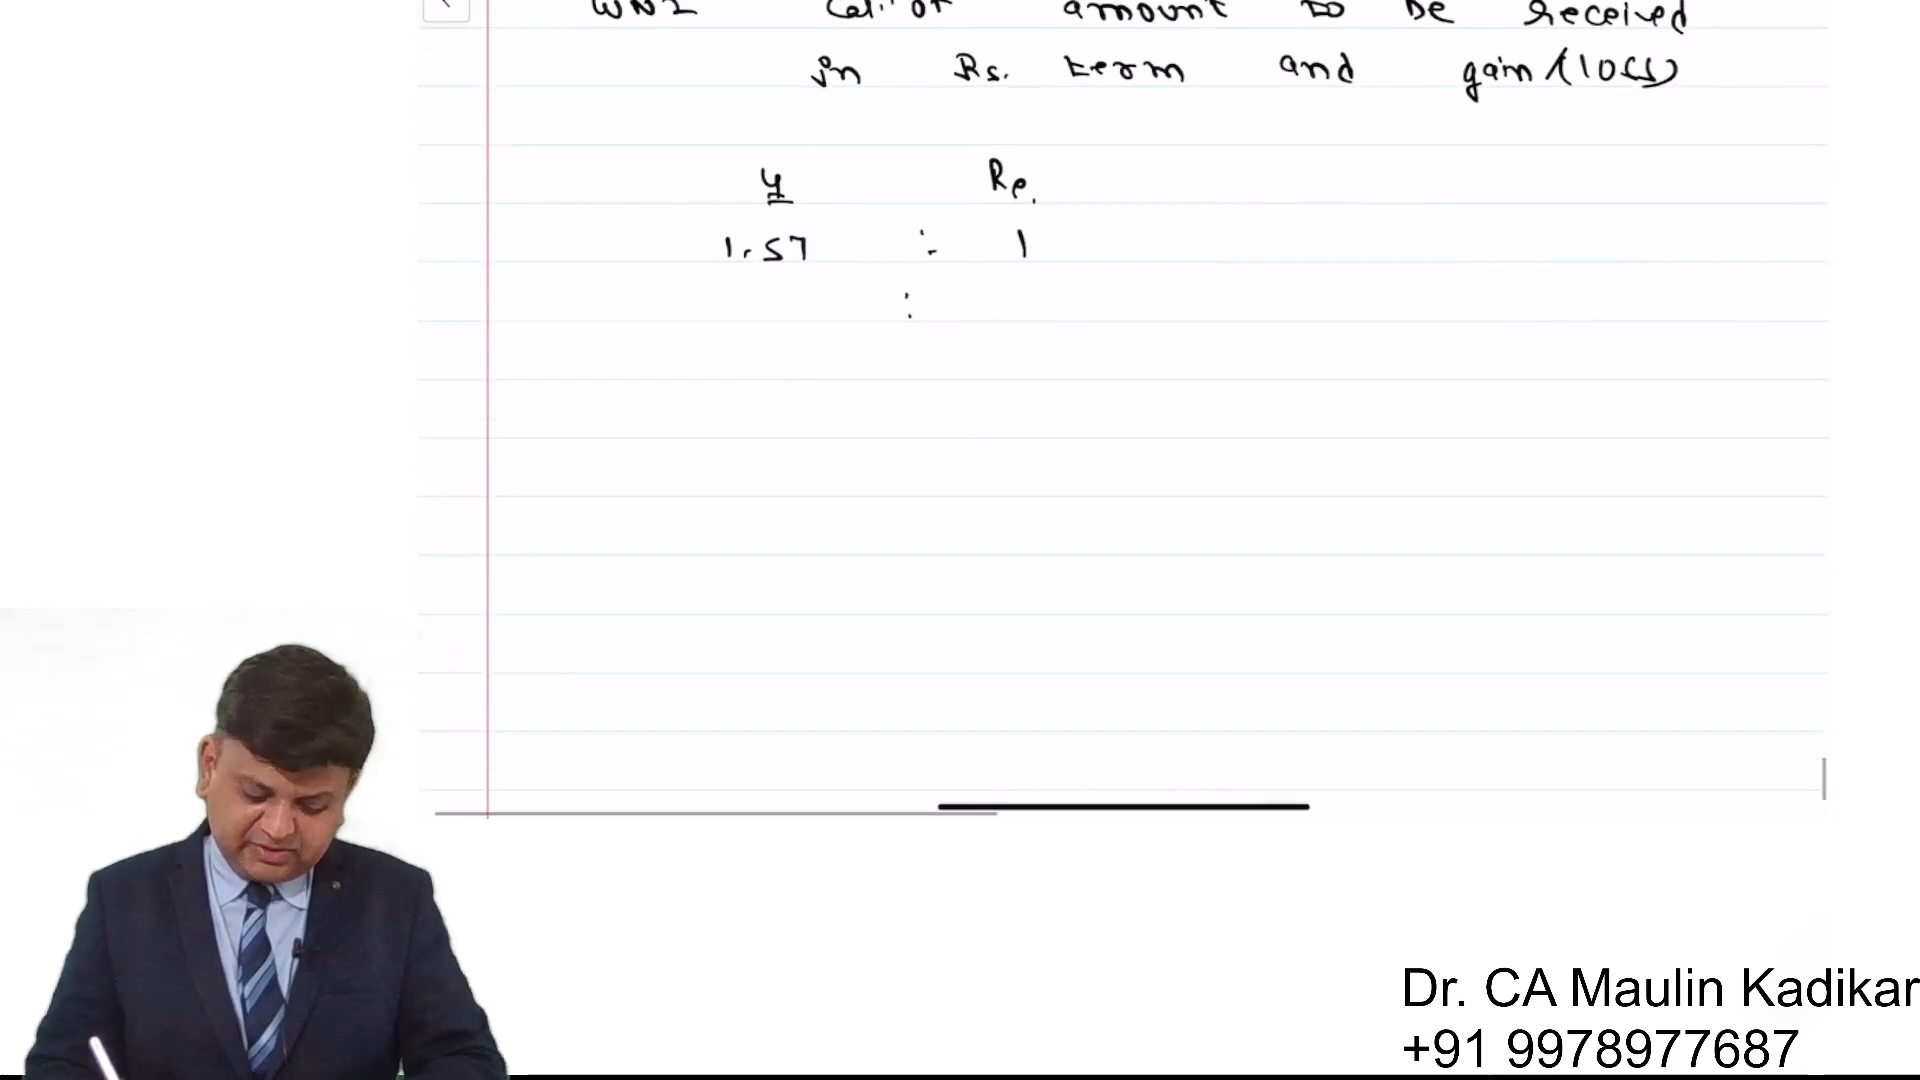 WN2 Cal. of amount to be received
in Rs. term and gain/(loss)
¥ Re.
1.57 : 1
:
Dr. CA Maulin Kadikar
+91 9978977687